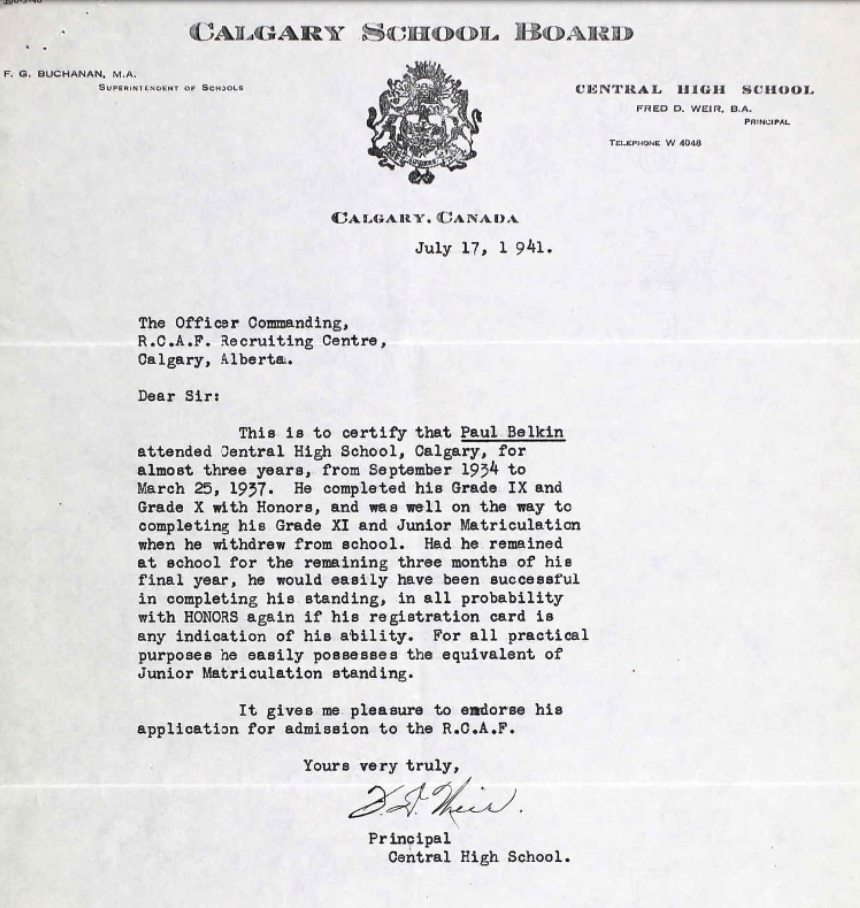 CALGARY SCHOOL BOARD
F. G. BUCHANAN, M.A.
SUPERINTENDENT OF SCHOOLS
CENTRAL HIGH SCHOOL
FRED D. WEIR, B.A.
PRINCIPAL
TELEPHONE W 4048
CALGARY, CANADA
July 17, 1 941.
The Officer Commanding,
R.C.A.F. Recruiting Centre,
Calgary, Alberta.
Dear Sir:
This is to certify that Paul Belkin
attended Central High School, Calgary, for
almost three years, from September 1934 to
March 25, 1937. He completed his Grade IX and
Grade X with Honors, and was well on the way to
completing his Grade XI and Junior Matriculation
when he withdrew from school. Had he remained
at school for the remaining three months of his
final year, he would easily have been successful
in completing his standing, in all probability
with HONORS again if his registration card is
any indication of his ability. For all practical
purposes he easily possesses the equivalent of
Junior Matriculation standing.
It gives me pleasure to endorse his
application for admission to the R.C.A.F.
Yours very truly,
F. D. Weir.
Principal
Central High School.